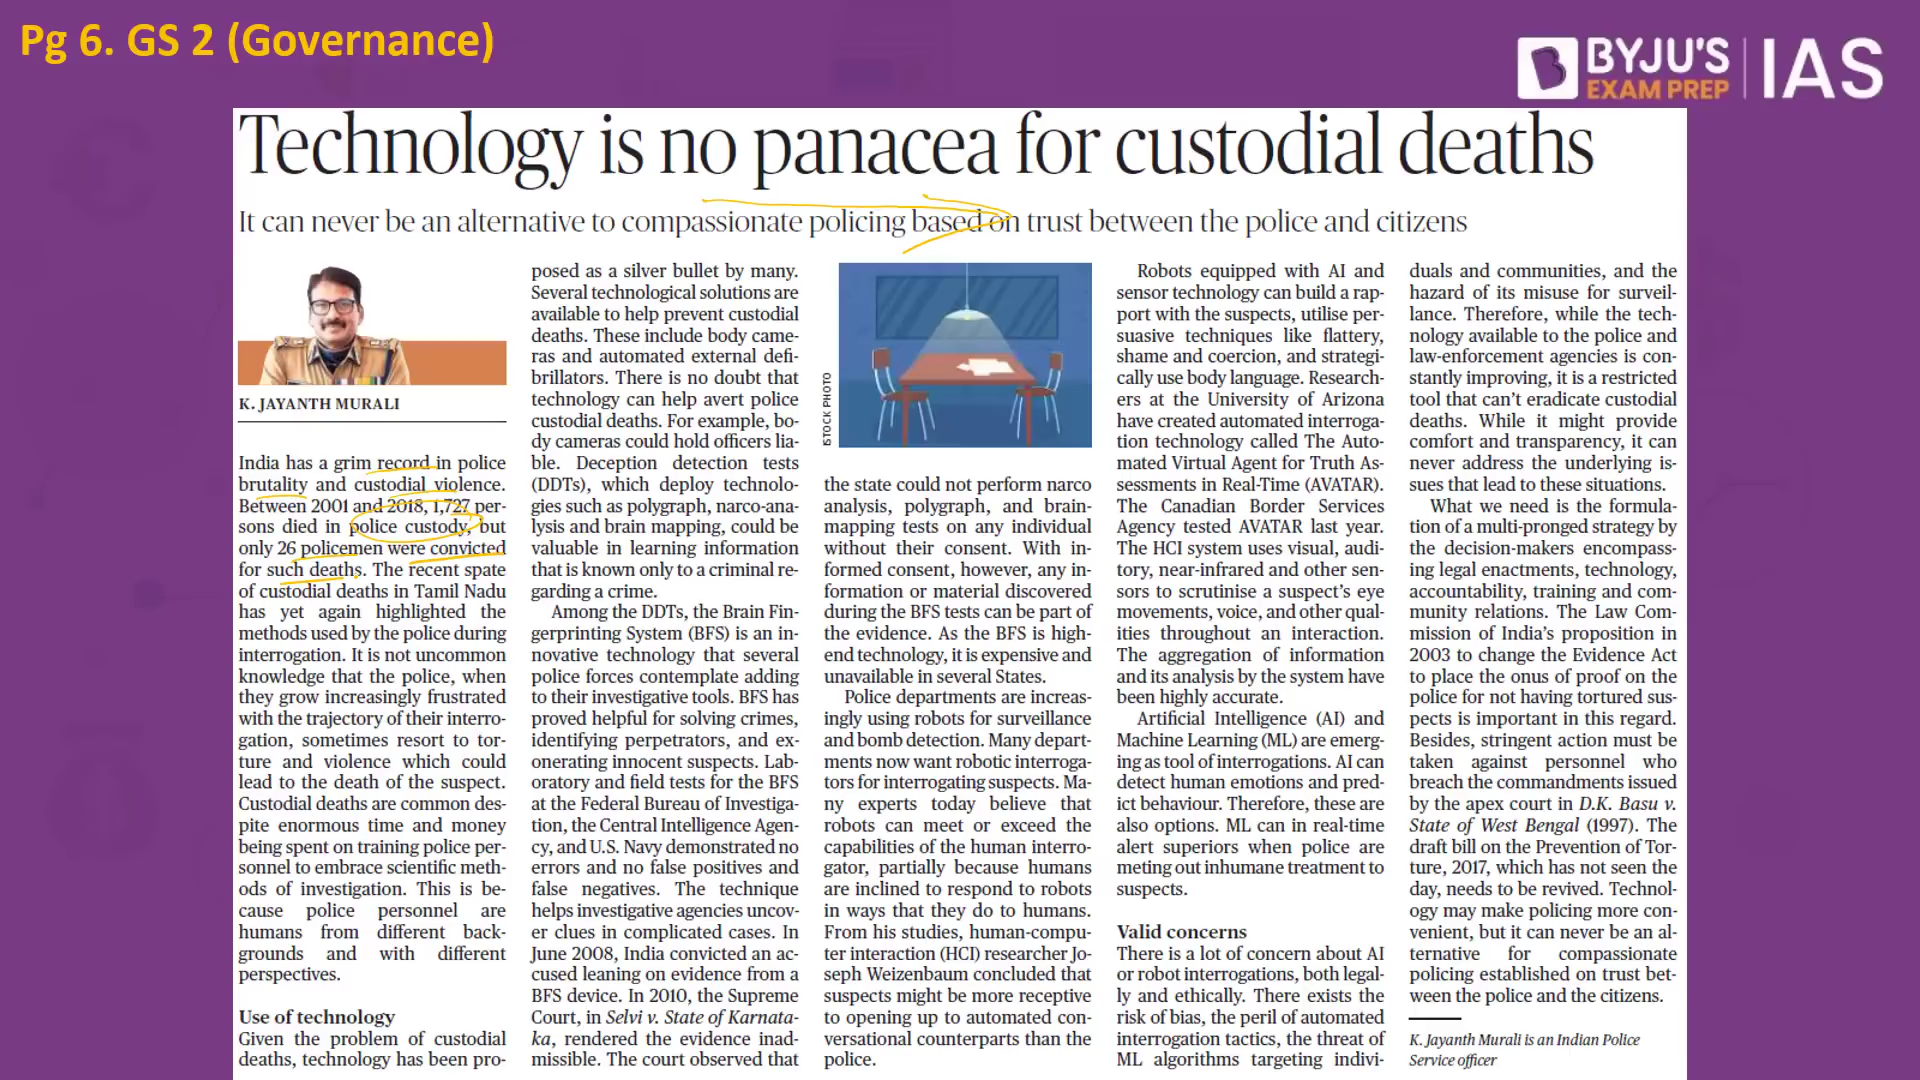 Pg 6. GS 2 (Governance)
BYJU'S
EXAM PREP
IAS
Technology is no panacea for custodial deaths
It can never be an alternative to compassionate policing based on trust between the police and citizens
K. JAYANTH MURALI
India has a grim record in police
brutality and custodial violence.
Between 2001 and 2018, 1,727 per-
sons died in police custody, but
only 26 policemen were convicted
for such deaths. The recent spate
of custodial deaths in Tamil Nadu
has yet again highlighted the
methods used by the police during
interrogation. It is not uncommon
knowledge that the police, when
they grow increasingly frustrated
with the trajectory of their interro-
gation, sometimes resort to tor-
ture and violence which could
lead to the death of the suspect.
Custodial deaths are common des-
pite enormous time and money
being spent on training police per-
sonnel to embrace scientific meth-
ods of investigation. This is be-
cause police personnel are
humans from different back-
grounds and with different
perspectives.
Use of technology
Given the problem of custodial
deaths, technology has been pro-
posed as a silver bullet by many.
Several technological solutions are
available to help prevent custodial
deaths. These include body came-
ras and automated external defi-
brillators. There is no doubt that
technology can help avert police
custodial deaths. For example, bo-
dy cameras could hold officers lia-
ble. Deception detection tests
(DDTs), which deploy technolo-
gies such as polygraph, narco-ana-
lysis and brain mapping, could be
valuable in learning information
that is known only to a criminal re-
garding a crime.
Among the DDTs, the Brain Fin-
gerprinting System (BFS) is an in-
novative technology that several
police forces contemplate adding
to their investigative tools. BFS has
proved helpful for solving crimes,
identifying perpetrators, and ex-
onerating innocent suspects. Lab-
oratory and field tests for the BFS
at the Federal Bureau of Investiga-
tion, the Central Intelligence Agen-
cy, and U.S. Navy demonstrated no
errors and no false positives and
false negatives. The technique
helps investigative agencies uncov-
er clues in complicated cases. In
June 2008, India convicted an ac-
cused leaning on evidence from a
BFS device. In 2010, the Supreme
Court, in Selvi v. State of Karnata-
ka, rendered the evidence inad-
missible. The court observed that
ISTOCK PHOTO
the state could not perform narco
analysis, polygraph, and brain-
mapping tests on any individual
without their consent. With in-
formed consent, however, any in-
formation or material discovered
during the BFS tests can be part of
the evidence. As the BFS is high-
end technology, it is expensive and
unavailable in several States.
Police departments are increas-
ingly using robots for surveillance
and bomb detection. Many depart-
ments now want robotic interroga-
tors for interrogating suspects. Ma-
ny experts today believe that
robots can meet or exceed the
capabilities of the human interro-
gator, partially because humans
are inclined to respond to robots
in ways that they do to humans.
From his studies, human-compu-
ter interaction (HCI) researcher Jo-
seph Weizenbaum concluded that
suspects might be more receptive
to opening up to automated con-
versational counterparts than the
police.
Robots equipped with AI and
sensor technology can build a rap-
port with the suspects, utilise per-
suasive techniques like flattery,
shame and coercion, and strategi-
cally use body language. Research-
ers at the University of Arizona
have created automated interroga-
tion technology called The Auto-
mated Virtual Agent for Truth As-
sessments in Real-Time (AVATAR).
The Canadian Border Services
Agency tested AVATAR last year.
The HCI system uses visual, audi-
tory, near-infrared and other sen-
sors to scrutinise a suspect's eye
movements, voice, and other qual-
ities throughout an interaction.
The aggregation of information
and its analysis by the system have
been highly accurate.
Artificial Intelligence (AI) and
Machine Learning (ML) are emerg-
ing as tool of interrogations. AI can
detect human emotions and pred-
ict behaviour. Therefore, these are
also options. ML can in real-time
alert superiors when police are
meting out inhumane treatment to
suspects.
Valid concerns
There is a lot of concern about AI
or robot interrogations, both legal-
ly and ethically. There exists the
risk of bias, the peril of automated
interrogation tactics, the threat of
ML algorithms targeting indivi-
duals and communities, and the
hazard of its misuse for surveil-
lance. Therefore, while the tech-
nology available to the police and
law-enforcement agencies is con-
stantly improving, it is a restricted
tool that can't eradicate custodial
deaths. While it might provide
comfort and transparency, it can
never address the underlying is-
sues that lead to these situations.
What we need is the formula-
tion of a multi-pronged strategy by
the decision-makers encompass-
ing legal enactments, technology,
accountability, training and com-
munity relations. The Law Com-
mission of India's proposition in
2003 to change the Evidence Act
to place the onus of proof on the
police for not having tortured sus-
pects is important in this regard.
Besides, stringent action must be
taken against personnel who
breach the commandments issued
by the apex court in D.K. Basu v.
State of West Bengal (1997). The
draft bill on the Prevention of Tor-
ture, 2017, which has not seen the
day, needs to be revived. Technol-
ogy may make policing more con-
venient, but it can never be an al-
ternative for compassionate
policing established on trust bet-
ween the police and the citizens.
K. Jayanth Murali is an Indian Police
Service officer